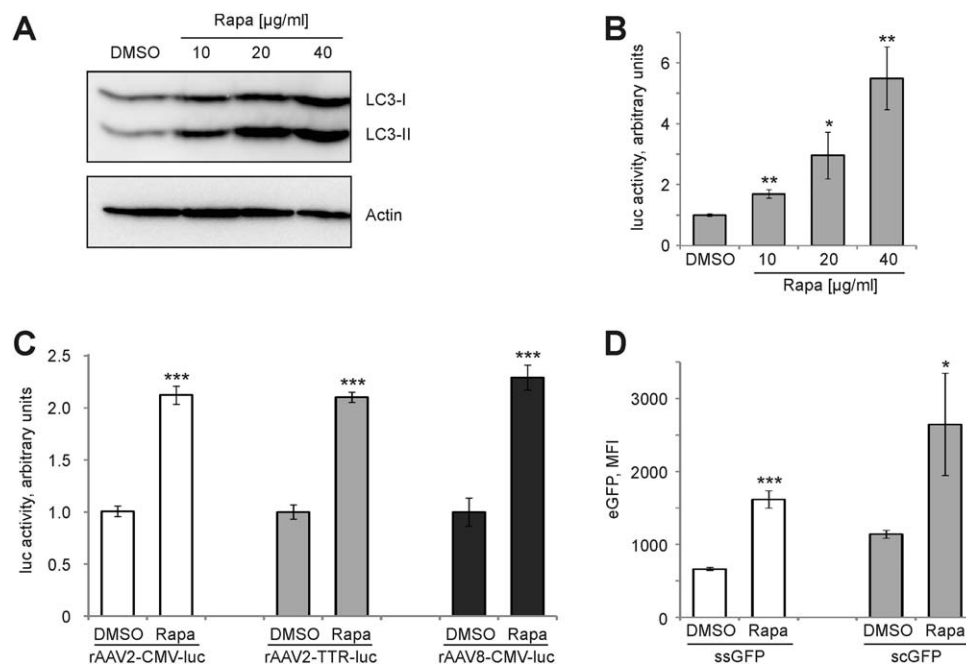 A
Rapa [µg/ml]
DMSO 10 20 40
LC3-I
LC3-II
Actin
B
luc activity, arbitrary units
6
4
2
0
**
*
**
DMSO 10 20 40
Rapa [µg/ml]
C
luc activity, arbitrary units
2.5
2.0
1.5
1.0
0.5
0
***
***
***
DMSO Rapa DMSO Rapa DMSO Rapa
rAAV2-CMV-luc rAAV2-TTR-luc rAAV8-CMV-luc
D
eGFP, MFI
3000
2000
1000
0
***
*
DMSO Rapa DMSO Rapa
ssGFP scGFP